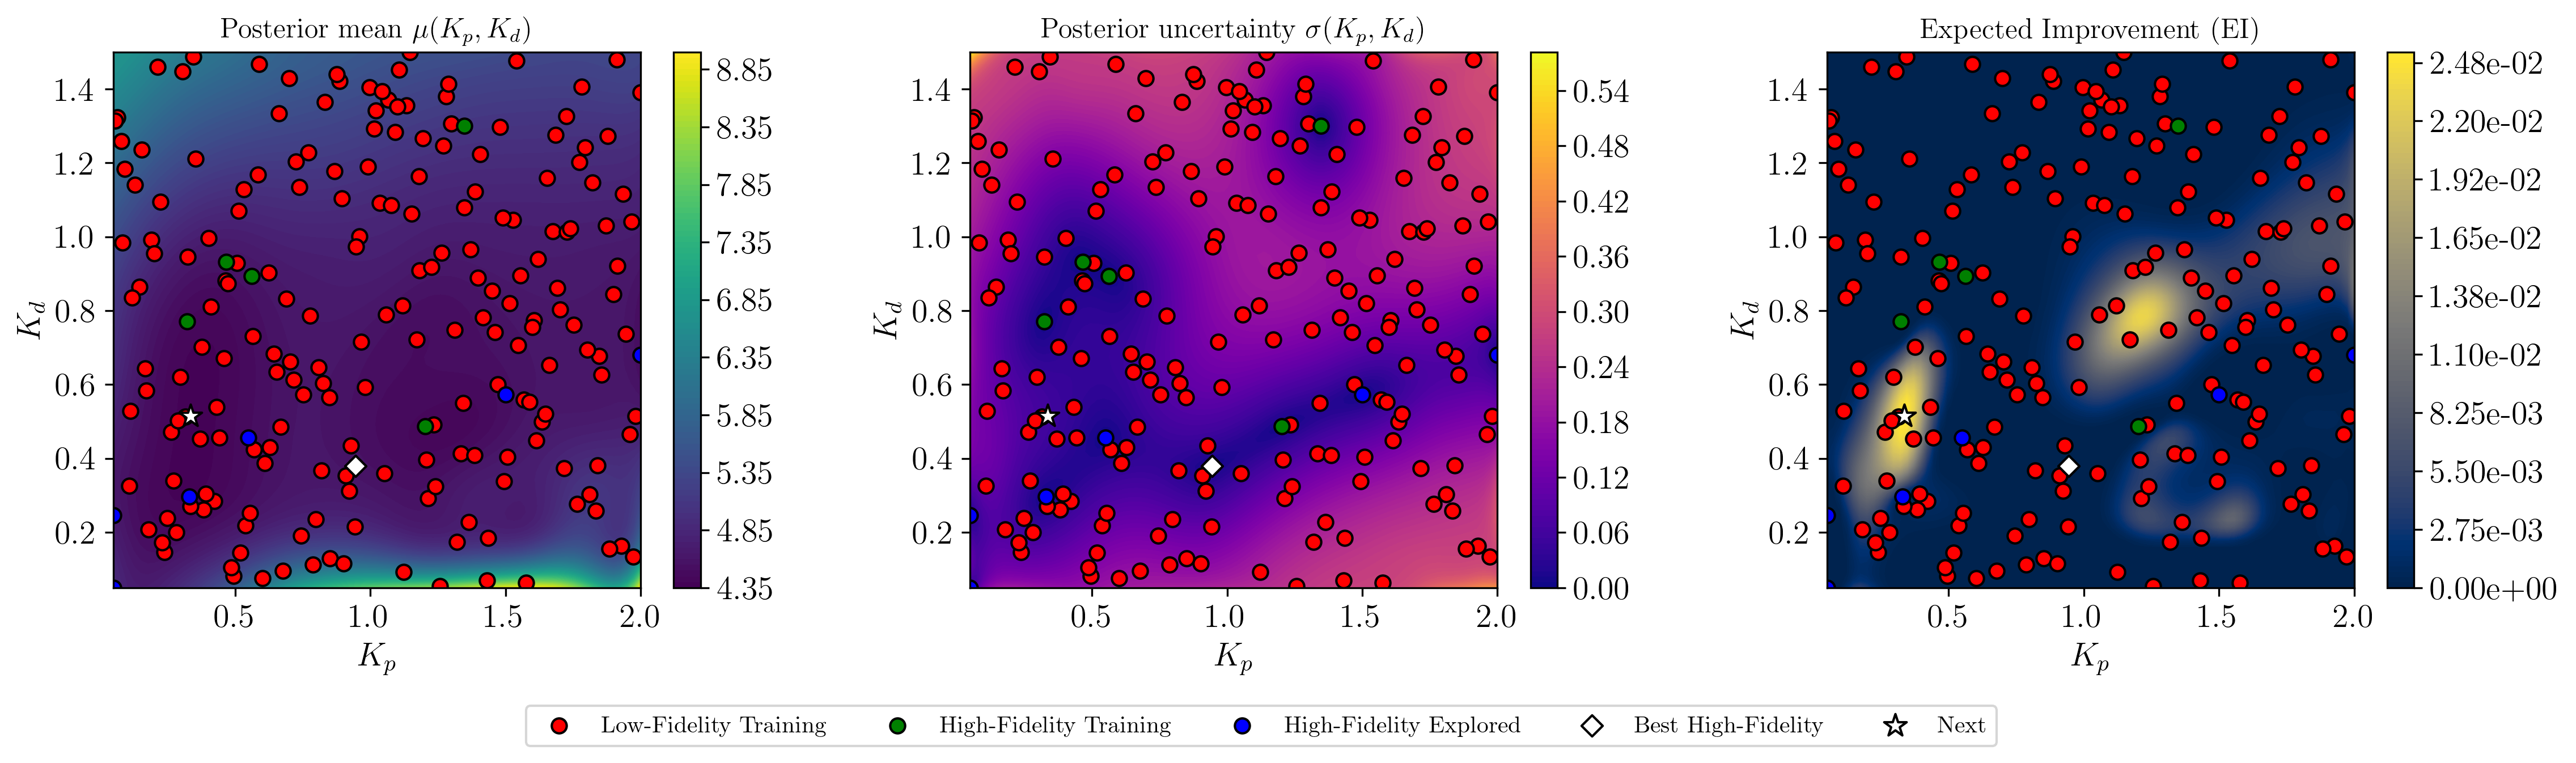 Posterior mean μ(K_p, K_d)
Posterior uncertainty σ(K_p, K_d)
Expected Improvement (EI)
K_d
1.4
1.2
1.0
0.8
0.6
0.4
0.2
0.5
1.0
1.5
2.0
K_p
8.85
8.35
7.85
7.35
6.85
6.35
5.85
5.35
4.85
4.35
K_d
1.4
1.2
1.0
0.8
0.6
0.4
0.2
0.5
1.0
1.5
2.0
K_p
0.54
0.48
0.42
0.36
0.30
0.24
0.18
0.12
0.06
0.00
K_d
1.4
1.2
1.0
0.8
0.6
0.4
0.2
0.5
1.0
1.5
2.0
K_p
2.48e-02
2.20e-02
1.92e-02
1.65e-02
1.38e-02
1.10e-02
8.25e-03
5.50e-03
2.75e-03
0.00e+00
Low-Fidelity Training
High-Fidelity Training
High-Fidelity Explored
Best High-Fidelity
Next